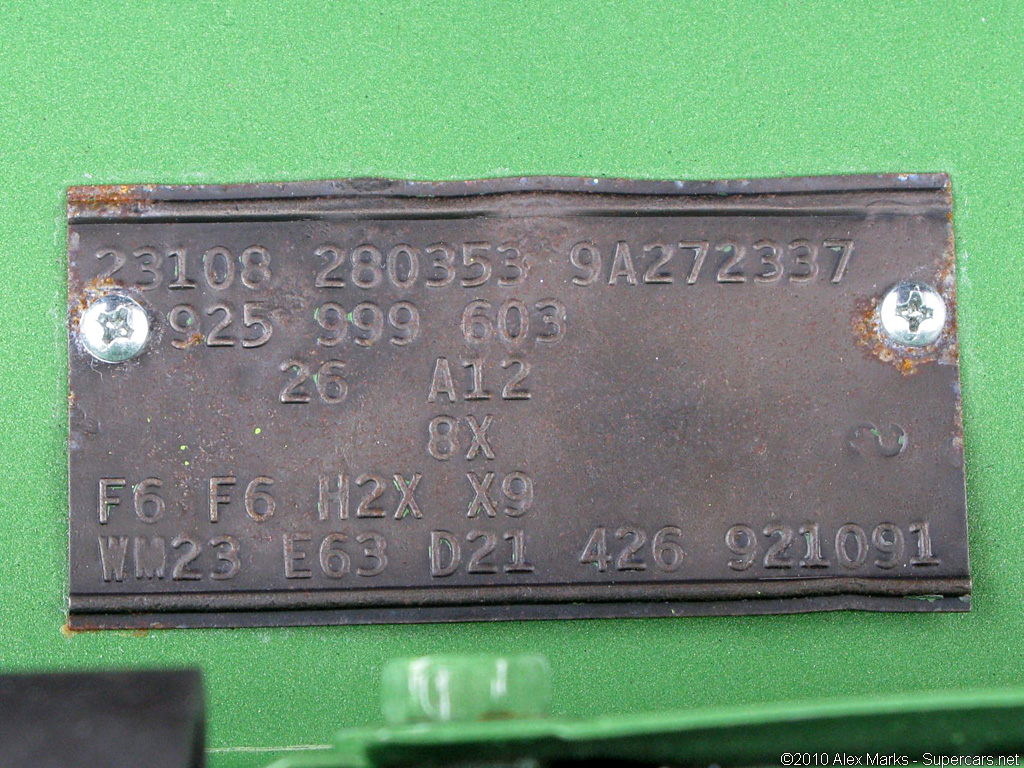 23108 280353 9A272337
925 999 603
26 A12
8X 2
F6 F6 H2X X9
WM23 E63 D21 426 921091
©2010 Alex Marks - Supercars.net